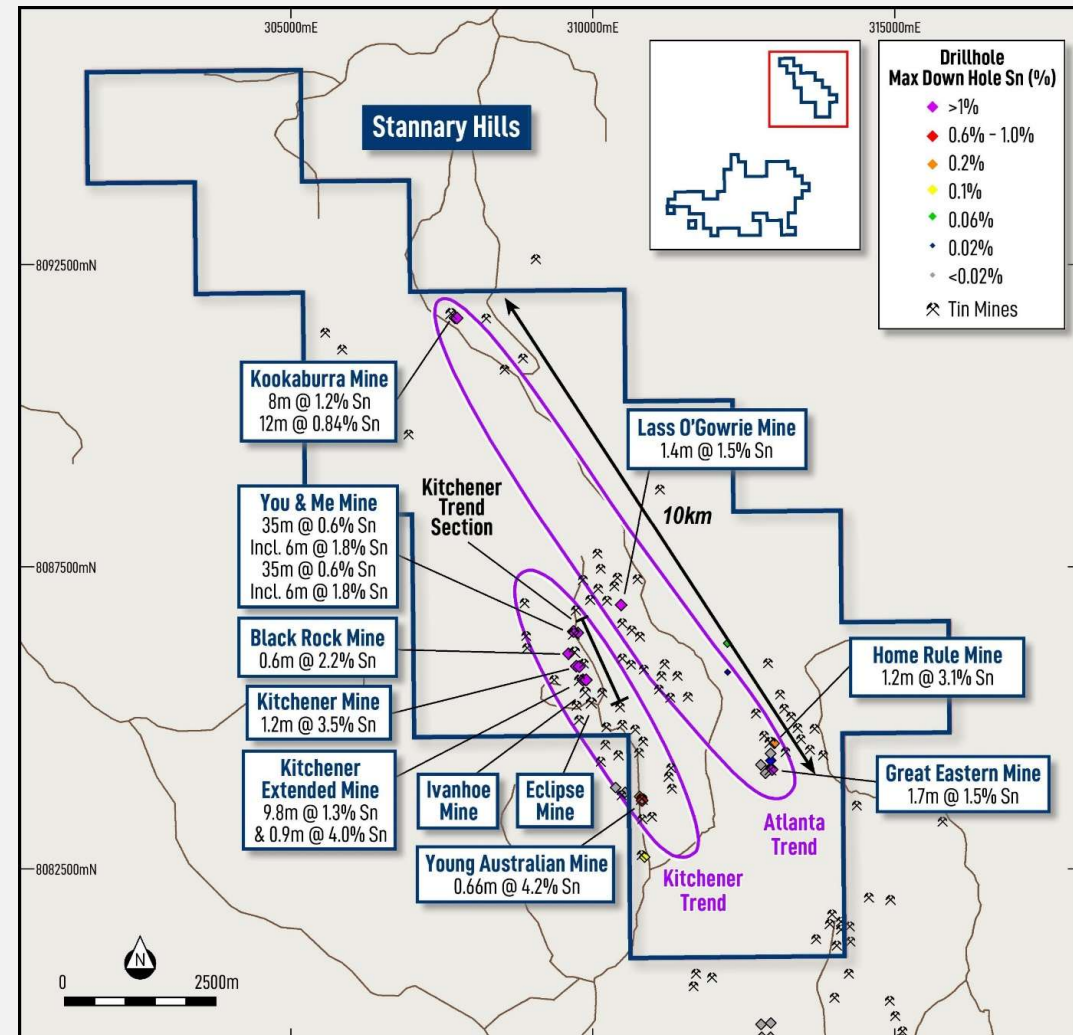 305000mE
310000mE
315000mE
Drillhole
Max Down Hole Sn (%)
>1%
0.6% - 1.0%
0.2%
0.1%
0.06%
0.02%
<0.02%
Tin Mines
Stannary Hills
8092500mN
Kookaburra Mine
8m @ 1.2% Sn
12m @ 0.84% Sn
Lass O'Gowrie Mine
1.4m @ 1.5% Sn
10km
Kitchener
Trend
Section
You & Me Mine
35m @ 0.6% Sn
Incl. 6m @ 1.8% Sn
35m @ 0.6% Sn
Incl. 6m @ 1.8% Sn
8087500mN
Black Rock Mine
0.6m @ 2.2% Sn
Home Rule Mine
1.2m @ 3.1% Sn
Kitchener Mine
1.2m @ 3.5% Sn
Kitchener
Extended Mine
9.8m @ 1.3% Sn
& 0.9m @ 4.0% Sn
Ivanhoe
Mine
Eclipse
Mine
Great Eastern Mine
1.7m @ 1.5% Sn
Atlanta
Trend
Young Australian Mine
0.66m @ 4.2% Sn
Kitchener
Trend
8082500mN
N
0
2500m